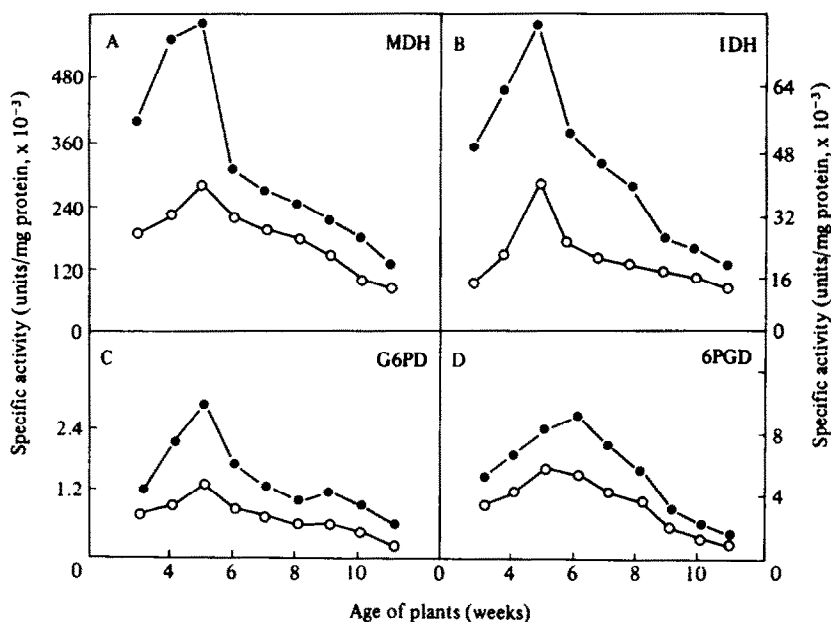 A
MDH
B
IDH
480
360
240
120
0
64
48
32
16
0
C
G6PD
D
6PGD
2.4
1.2
0
8
4
0
4
6
8
10
0
4
6
8
10
0
Specific activity (units/mg protein, x 10⁻³)
Specific activity (units/mg protein, x 10⁻³)
Age of plants (weeks)